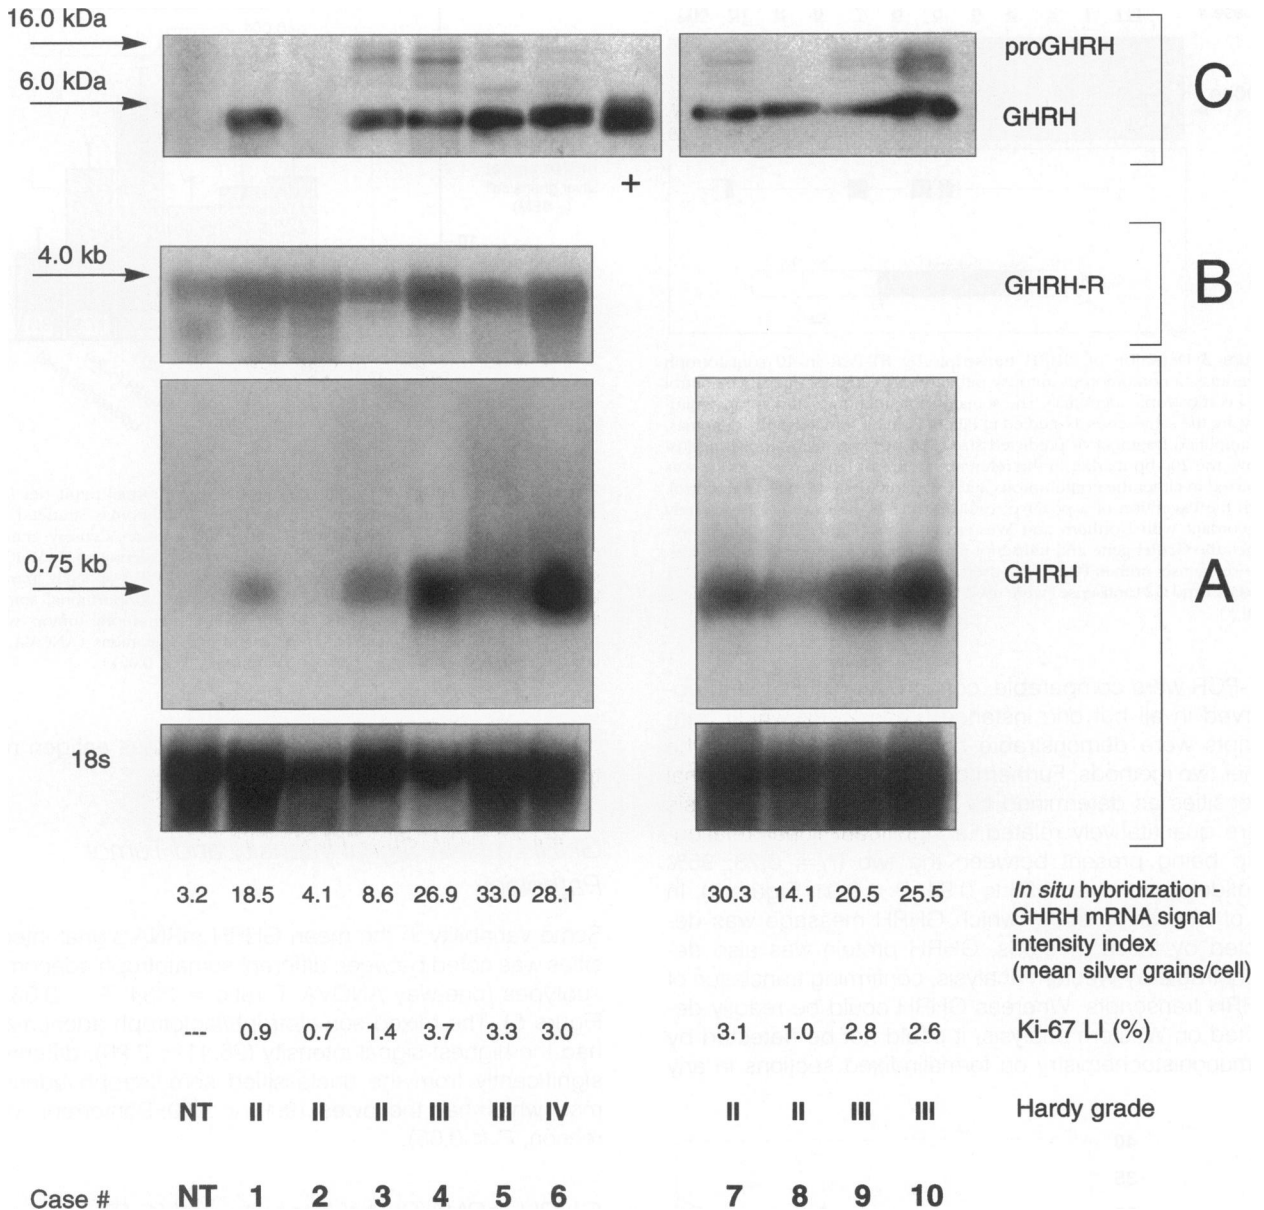 16.0 kDa
proGHRH
C
6.0 kDa
GHRH
+
4.0 kb
GHRH-R
B
0.75 kb
GHRH
A
18s
3.2 18.5 4.1 8.6 26.9 33.0 28.1 30.3 14.1 20.5 25.5 In situ hybridization -
GHRH mRNA signal
intensity index
(mean silver grains/cell)
--- 0.9 0.7 1.4 3.7 3.3 3.0 3.1 1.0 2.8 2.6 Ki-67 LI (%)
NT II II II III III IV II II III III Hardy grade
Case # NT 1 2 3 4 5 6 7 8 9 10